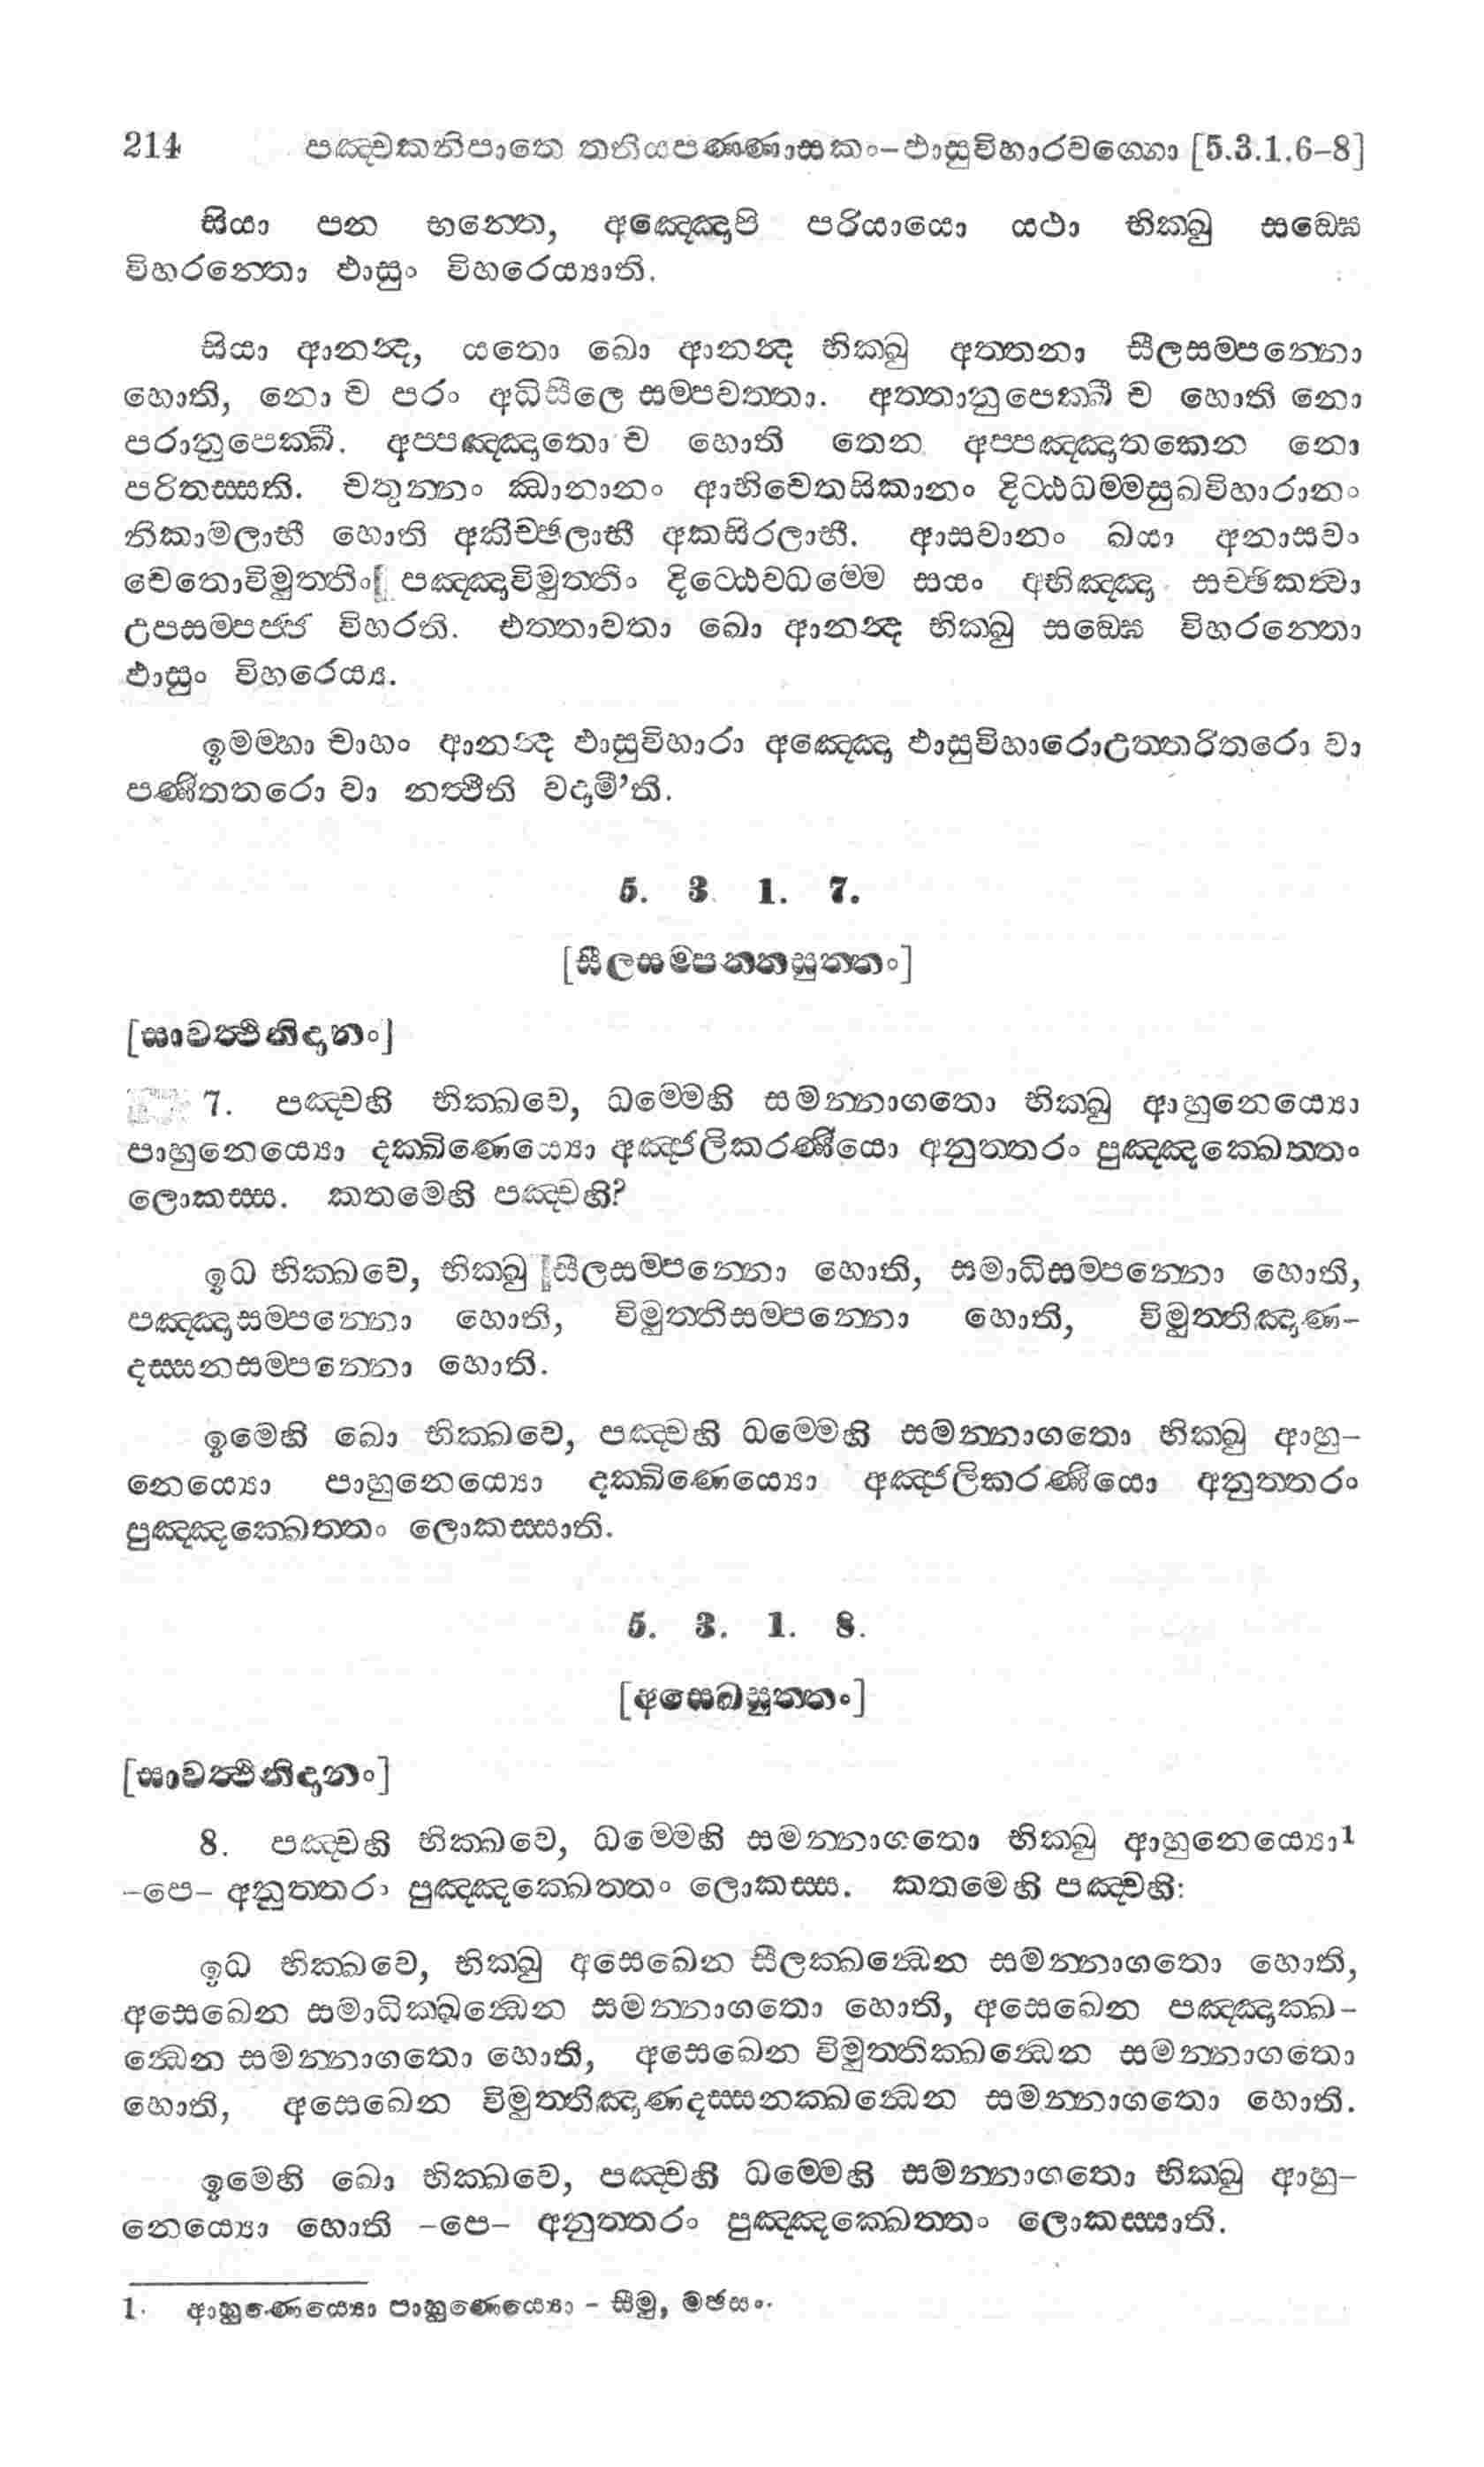 214 පඤ්චකනිපාතෙ තතියපණ්ණාසකං-ඵාසුවිහාරවග්ගො [5.3.1.6-8]
සියා පන භන්තෙ, අඤ්ඤොපි පරියායො යථා භික්ඛු සඞ්ඝෙ
විහරන්තො ඵාසුං විහරෙය්‍යාති.
සියා ආනන්‍ද, යතො ඛො ආනන්‍ද භික්ඛු අත්තනා සීලසම්පන්නො
හොති, නො ච පරං අධිසීලෙ සම්පවත්තා. අත්තානුපෙක්ඛී ච හොති නො
පරානුපෙක්ඛී. අප්පඤ්ඤාතො ච හොති තෙන අප්පඤ්ඤාතකෙන නො
පරිතස්සති. චතුන්නං ඣානානං ආභිචෙතසිකානං දිට්ඨධම්මසුඛවිහාරානං
නිකාමලාභී හොති අකිච්ඡලාභී අකසිරලාභී. ආසවානං ඛයා අනාසවං
චෙතොවිමුත්තිං පඤ්ඤාවිමුත්තිං දිට්ඨෙවධම්මෙ සයං අභිඤ්ඤා සච්ඡිකත්‍වා
උපසම්පජ්ජ විහරති. එත්තාවතා ඛො ආනන්‍ද භික්ඛු සඞ්ඝෙ විහරන්තො
ඵාසුං විහරෙය්‍ය.
ඉමම්හා චාහං ආනන්‍ද ඵාසුවිහාරා අඤ්ඤො ඵාසුවිහාරොඋත්තරිතරො වා
පණීතතරො වා නත්‍ථීති වදාමී’ති.
5. 3. 1. 7.
[සීලසම්පන්නසුත්තං]
[සාවත්‍ථිනිදානං]
7. පඤ්චහි භික්ඛවෙ, ධම්මෙහි සමන්නාගතො භික්ඛු ආහුනෙය්‍යො
පාහුනෙය්‍යො දක්ඛිණෙය්‍යො අඤ්ජලිකරණීයො අනුත්තරං පුඤ්ඤක්ඛෙත්තං
ලොකස්ස. කතමෙහි පඤ්චහි?
ඉධ භික්ඛවෙ, භික්ඛු සීලසම්පන්නො හොති, සමාධිසම්පන්නො හොති,
පඤ්ඤාසම්පන්නො හොති, විමුත්තිසම්පන්නො හොති, විමුත්තිඤාණ-
දස්සනසම්පන්නො හොති.
ඉමෙහි ඛො භික්ඛවෙ, පඤ්චහි ධම්මෙහි සමන්නාගතො භික්ඛු ආහු-
නෙය්‍යො පාහුනෙය්‍යො දක්ඛිණෙය්‍යො අඤ්ජලිකරණීයො අනුත්තරං
පුඤ්ඤක්ඛෙත්තං ලොකස්සාති.
5. 3. 1. 8.
[අසෙඛසුත්තං]
[සාවත්‍ථිනිදානං]
8. පඤ්චහි භික්ඛවෙ, ධම්මෙහි සමන්නාගතො භික්ඛු ආහුනෙය්‍යො1
-පෙ- අනුත්තරං පුඤ්ඤක්ඛෙත්තං ලොකස්ස. කතමෙහි පඤ්චහි:
ඉධ භික්ඛවෙ, භික්ඛු අසෙඛෙන සීලක්ඛන්‍ධෙන සමන්නාගතො හොති,
අසෙඛෙන සමාධික්ඛන්‍ධෙන සමන්නාගතො හොති, අසෙඛෙන පඤ්ඤාක්ඛ-
න්‍ධෙන සමන්නාගතො හොති, අසෙඛෙන විමුත්තික්ඛන්‍ධෙන සමන්නාගතො
හොති, අසෙඛෙන විමුත්තිඤාණදස්සනක්ඛන්‍ධෙන සමන්නාගතො හොති.
ඉමෙහි ඛො භික්ඛවෙ, පඤ්චහි ධම්මෙහි සමන්නාගතො භික්ඛු ආහු-
නෙය්‍යො හොති -පෙ- අනුත්තරං පුඤ්ඤක්ඛෙත්තං ලොකස්සාති.
1. ආහුණෙය්‍යො පාහුණෙය්‍යො - සීමු, මඡසං.